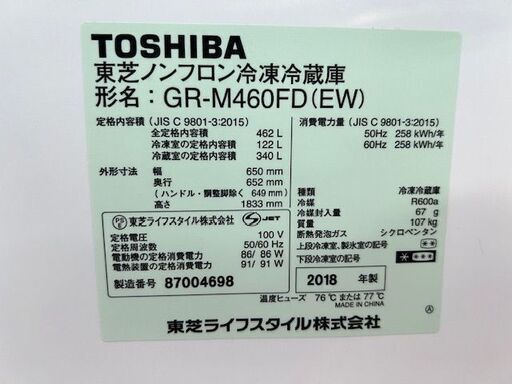 TOSHIBA
東芝ノンフロン冷凍冷蔵庫
形名：GR-M460FD(EW)
定格内容積 (JIS C 9801-3:2015)
全定格内容積 462 L
冷凍室の定格内容積 122 L
冷蔵室の定格内容積 340 L
外形寸法 幅 650 mm
奥行 652 mm
(ハンドル・調整脚除く 649 mm)
高さ 1833 mm
消費電力量 (JIS C 9801-3:2015)
50Hz 258 kWh/年
60Hz 258 kWh/年
種類 冷凍冷蔵庫
冷媒 R600a
冷媒封入量 67 g
質量 107 kg
断熱発泡ガス シクロペンタン
上段冷凍室、製氷室の記号 **
下段冷凍室の記号 ****
PSE 東芝ライフスタイル株式会社 S-JET
定格電圧 100 V
定格周波数 50/60 Hz
電動機の定格消費電力 86/ 86 W
電熱装置の定格消費電力 91/ 91 W
製造番号 87004698
2018 年製
温度ヒューズ 76℃ または 77℃
MADE IN CHINA
Ⓐ
東芝ライフスタイル株式会社